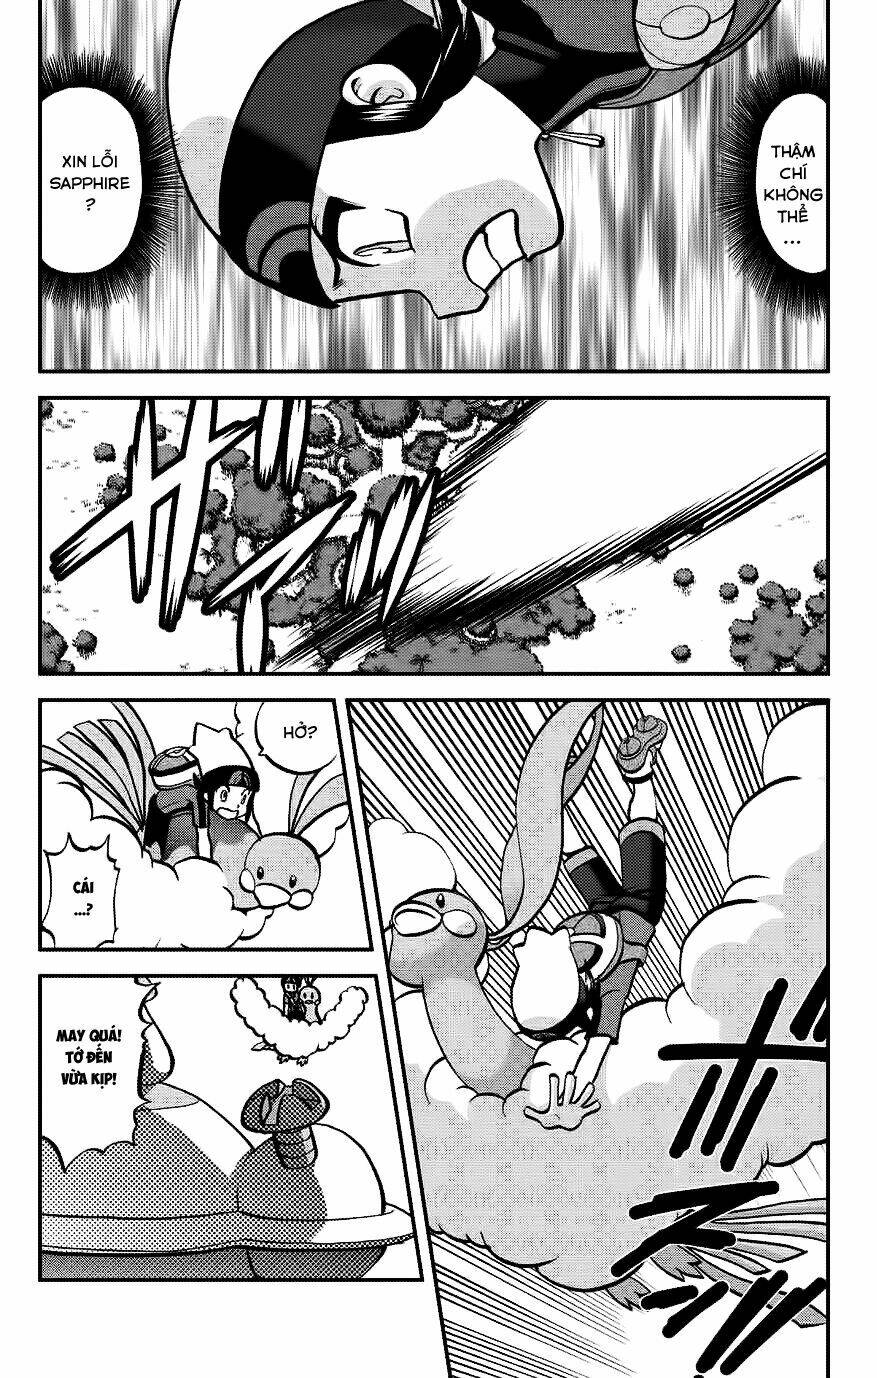 THẬM
CHÍ
KHÔNG
THỂ
...
XIN LỖI
SAPPHIRE
?
HỞ?
CÁI
...?
MAY QUÁ!
TỚ ĐẾN
VỪA KỊP!